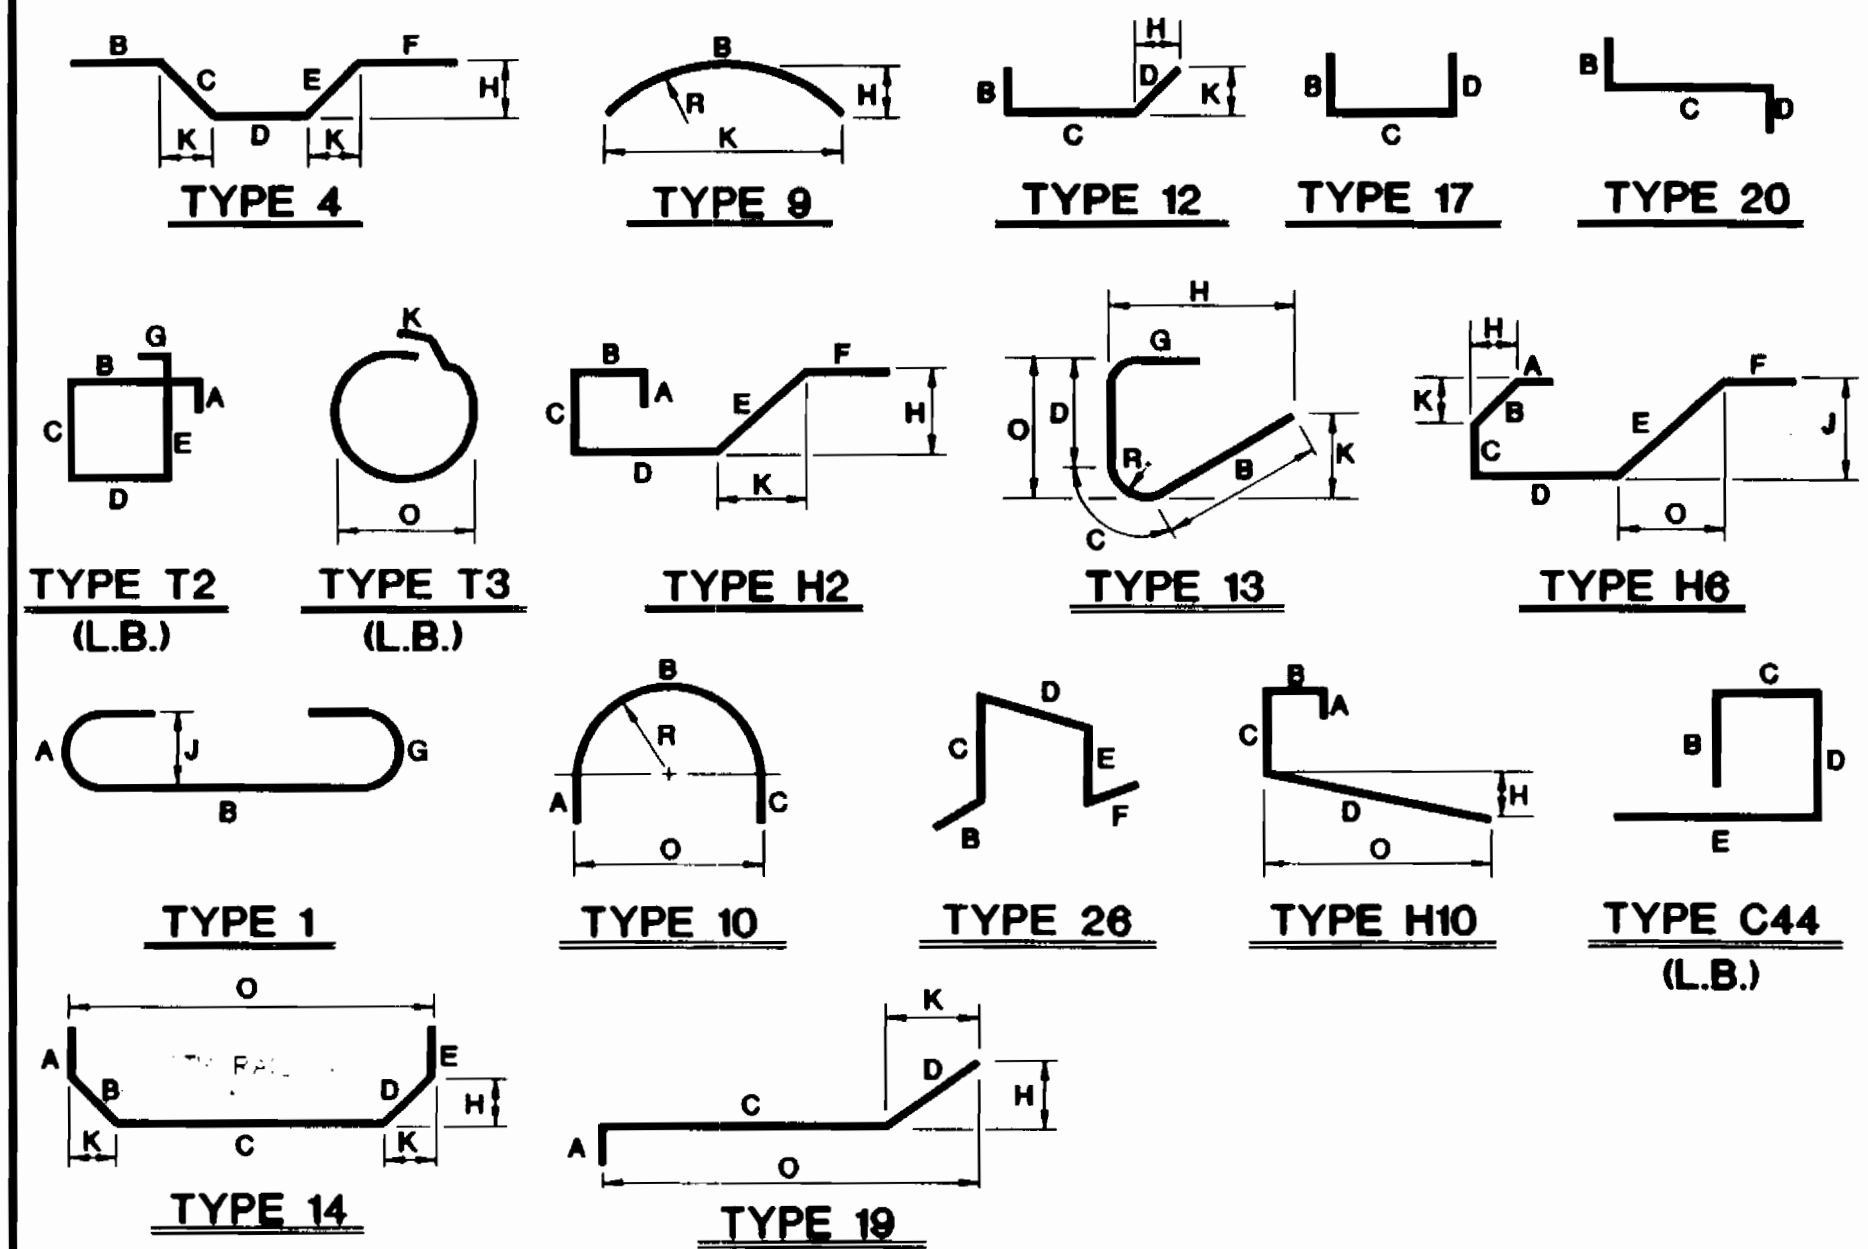 B C D E F H K K
TYPE 4
B R H K
TYPE 9
B C D H K
TYPE 12
B C D
TYPE 17
B C D
TYPE 20
G B A C E D
TYPE T2
(L.B.)
K O
TYPE T3
(L.B.)
B A C D E F H K
TYPE H2
H G O D R B K C
TYPE 13
H A K B C D E F J O
TYPE H6
A J G B
TYPE 1
B R A C O
TYPE 10
D C E B F
TYPE 26
B A C D H O
TYPE H10
C B D E
TYPE C44
(L.B.)
O A B C D E H K K
TYPE 14
K D H C A O
TYPE 19